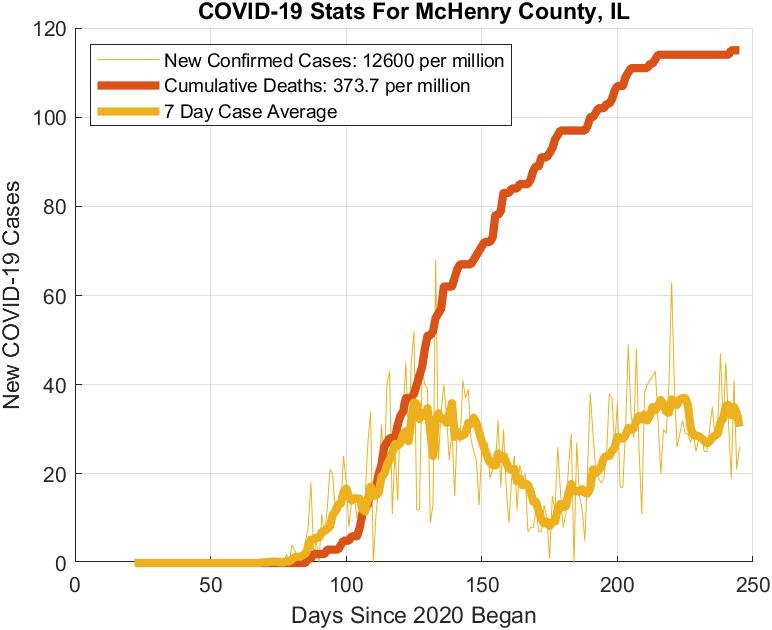 COVID-19 Stats For McHenry County, IL
New Confirmed Cases: 12600 per million
Cumulative Deaths: 373.7 per million
7 Day Case Average
New COVID-19 Cases
120
100
80
60
40
20
0
0 50 100 150 200 250
Days Since 2020 Began